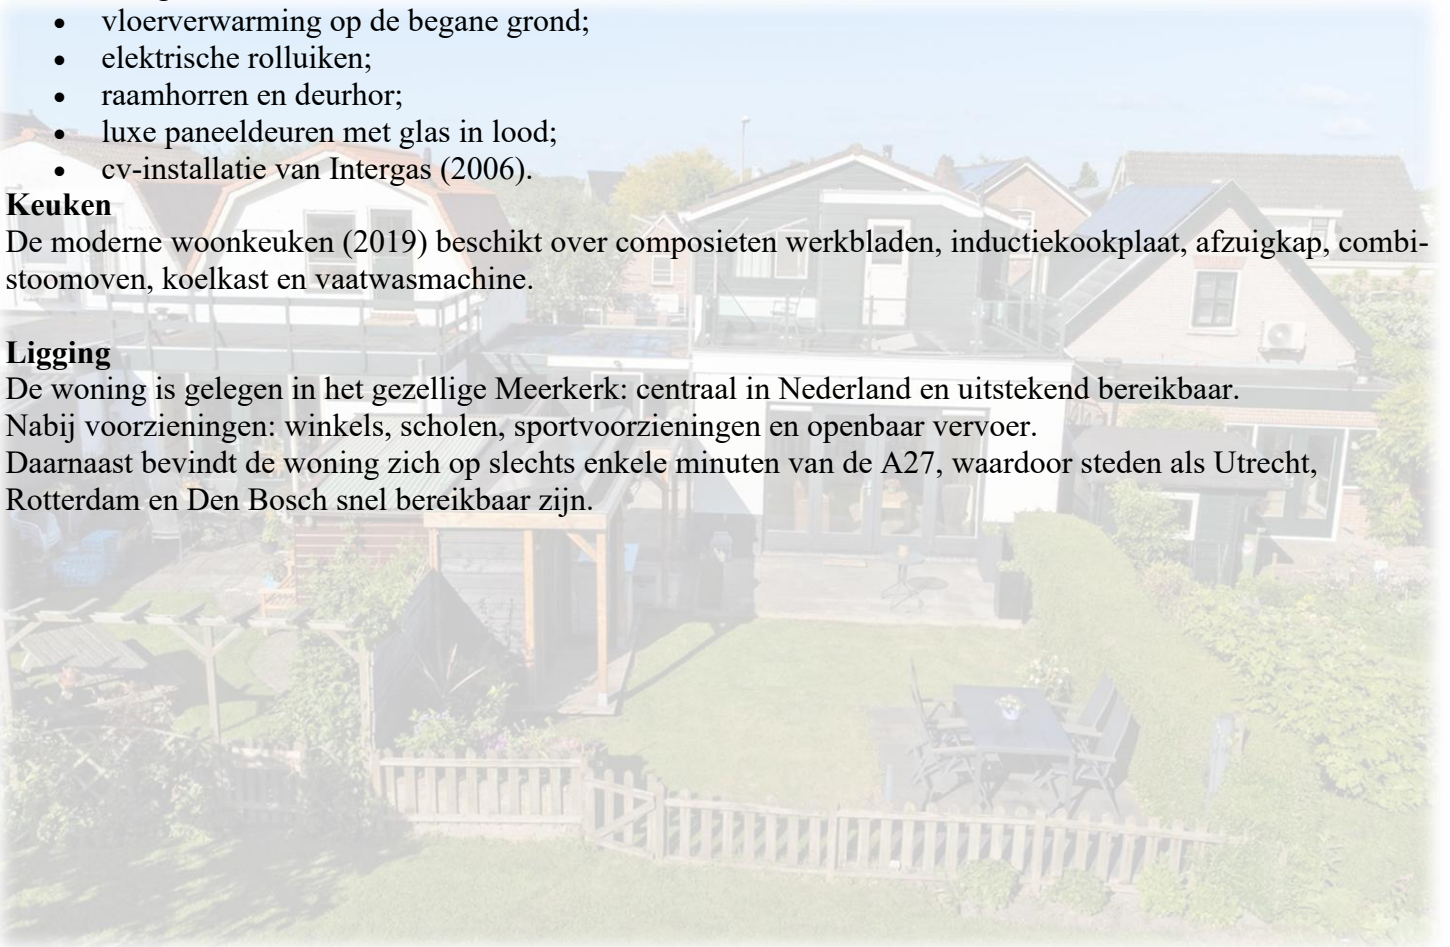 • vloerverwarming op de begane grond;
• elektrische rolluiken;
• raamhorren en deurhor;
• luxe paneeldeuren met glas in lood;
• cv-installatie van Intergas (2006).
Keuken
De moderne woonkeuken (2019) beschikt over composieten werkbladen, inductiekookplaat, afzuigkap, combi-
stoomoven, koelkast en vaatwasmachine.
Ligging
De woning is gelegen in het gezellige Meerkerk: centraal in Nederland en uitstekend bereikbaar.
Nabij voorzieningen: winkels, scholen, sportvoorzieningen en openbaar vervoer.
Daarnaast bevindt de woning zich op slechts enkele minuten van de A27, waardoor steden als Utrecht,
Rotterdam en Den Bosch snel bereikbaar zijn.